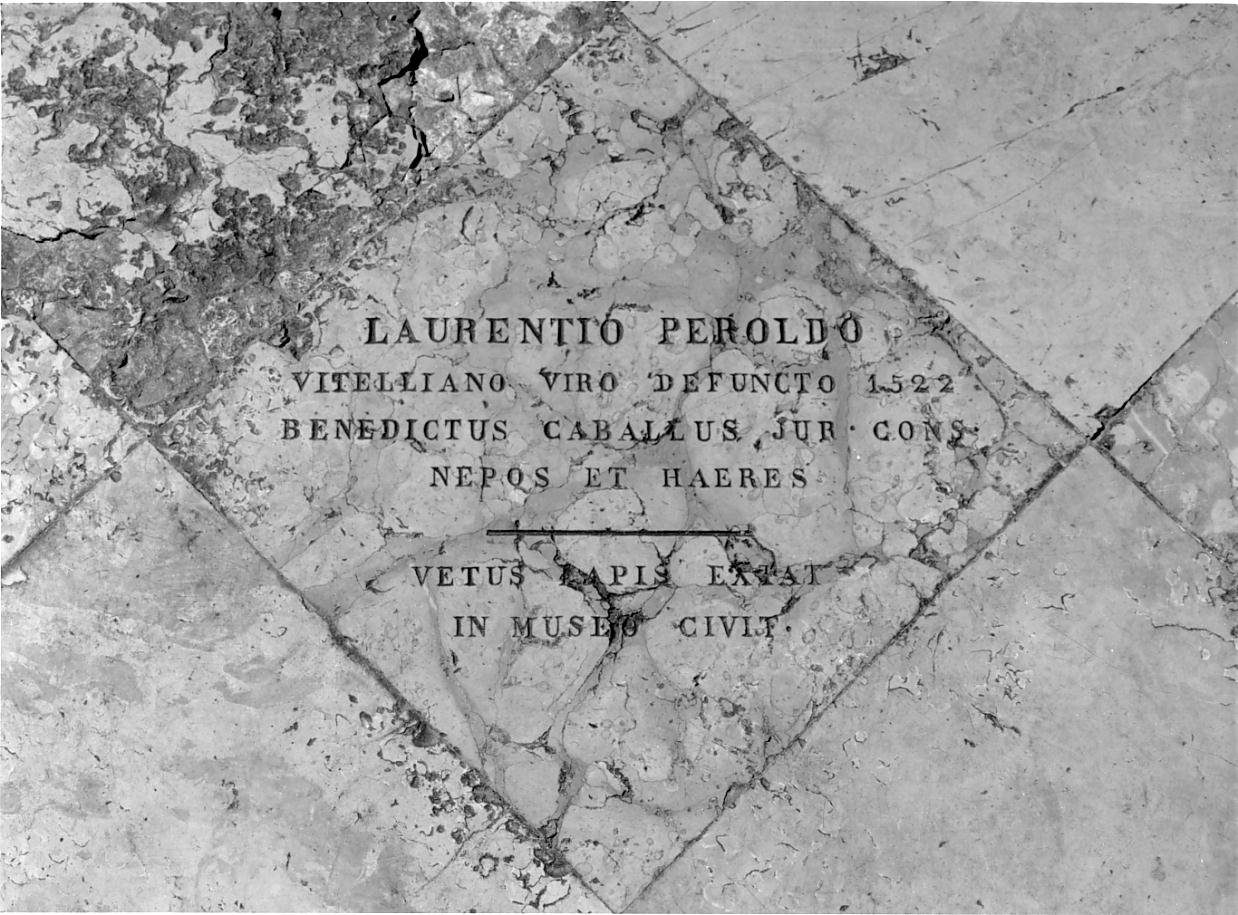 LAURENTIO PEROLDO
VITELLIANO VIRO DEFUNCTO 1522
BENEDICTUS CABALLUS JUR· CONS·
NEPOS ET HAERES
VETUS LAPIS EXTAT
IN MUSEO CIVIT·